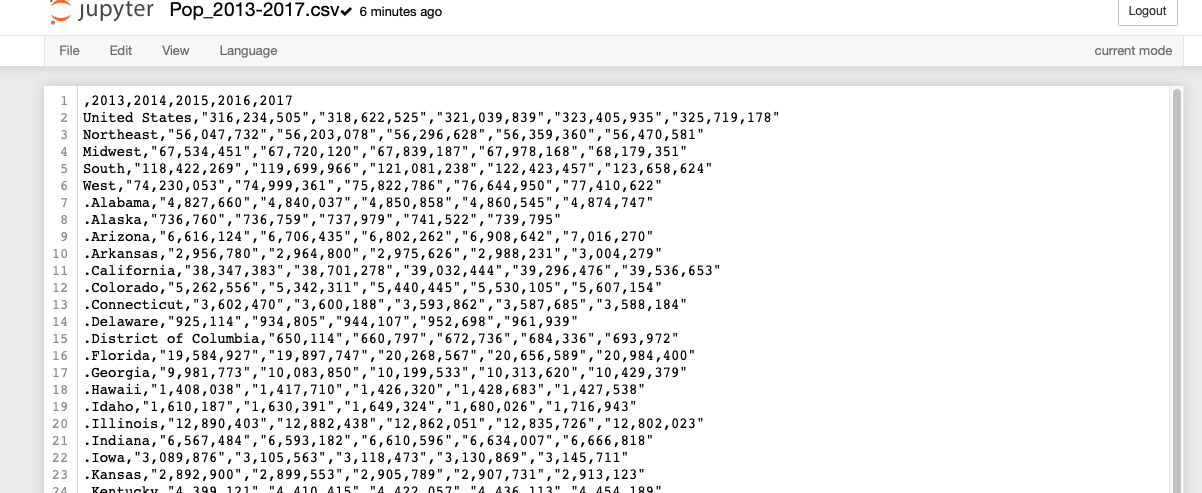 jupyter Pop_2013-2017.csv✔ 6 minutes ago Logout
File Edit View Language current mode
1 ,2013,2014,2015,2016,2017
2 United States,"316,234,505","318,622,525","321,039,839","323,405,935","325,719,178"
3 Northeast,"56,047,732","56,203,078","56,296,628","56,359,360","56,470,581"
4 Midwest,"67,534,451","67,720,120","67,839,187","67,978,168","68,179,351"
5 South,"118,422,269","119,699,966","121,081,238","122,423,457","123,658,624"
6 West,"74,230,053","74,999,361","75,822,786","76,644,950","77,410,622"
7 .Alabama,"4,827,660","4,840,037","4,850,858","4,860,545","4,874,747"
8 .Alaska,"736,760","736,759","737,979","741,522","739,795"
9 .Arizona,"6,616,124","6,706,435","6,802,262","6,908,642","7,016,270"
10 .Arkansas,"2,956,780","2,964,800","2,975,626","2,988,231","3,004,279"
11 .California,"38,347,383","38,701,278","39,032,444","39,296,476","39,536,653"
12 .Colorado,"5,262,556","5,342,311","5,440,445","5,530,105","5,607,154"
13 .Connecticut,"3,602,470","3,600,188","3,593,862","3,587,685","3,588,184"
14 .Delaware,"925,114","934,805","944,107","952,698","961,939"
15 .District of Columbia,"650,114","660,797","672,736","684,336","693,972"
16 .Florida,"19,584,927","19,897,747","20,268,567","20,656,589","20,984,400"
17 .Georgia,"9,981,773","10,083,850","10,199,533","10,313,620","10,429,379"
18 .Hawaii,"1,408,038","1,417,710","1,426,320","1,428,683","1,427,538"
19 .Idaho,"1,610,187","1,630,391","1,649,324","1,680,026","1,716,943"
20 .Illinois,"12,890,403","12,882,438","12,862,051","12,835,726","12,802,023"
21 .Indiana,"6,567,484","6,593,182","6,610,596","6,634,007","6,666,818"
22 .Iowa,"3,089,876","3,105,563","3,118,473","3,130,869","3,145,711"
23 .Kansas,"2,892,900","2,899,553","2,905,789","2,907,731","2,913,123"
24 .Kentucky,"4,399,121","4,410,415","4,422,057","4,436,113","4,454,189"